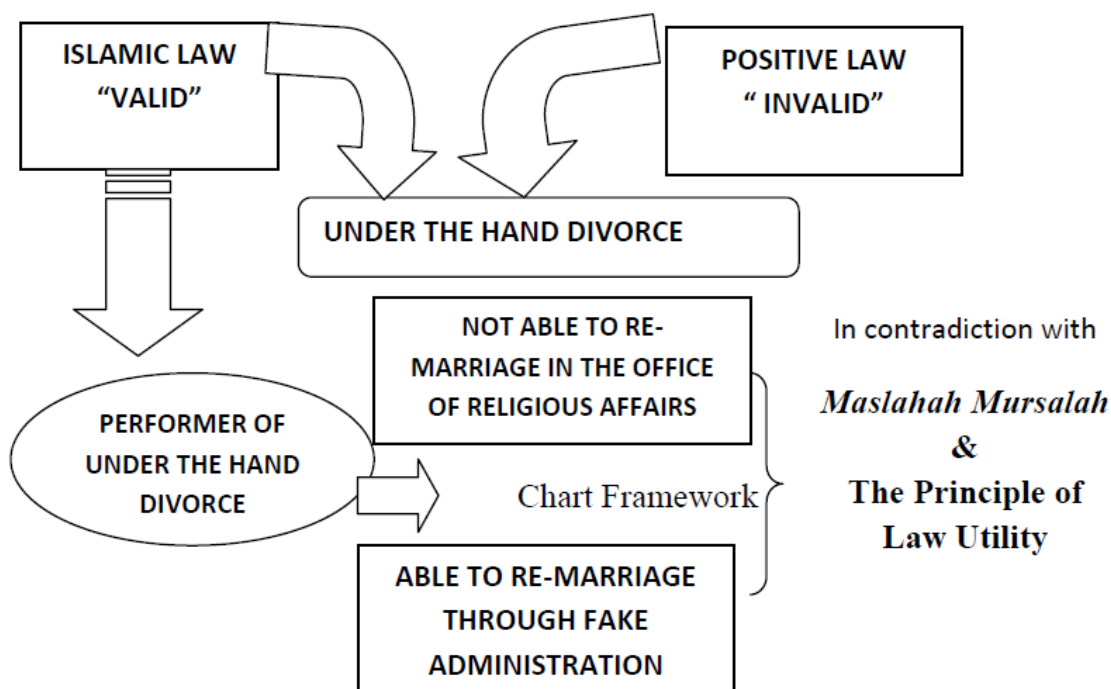 ISLAMIC LAW
“VALID”
POSITIVE LAW
“ INVALID”
UNDER THE HAND DIVORCE
NOT ABLE TO RE-
MARRIAGE IN THE OFFICE
OF RELIGIOUS AFFAIRS
In contradiction with
Maslahah Mursalah
&
The Principle of
Law Utility
PERFORMER OF
UNDER THE HAND
DIVORCE
Chart Framework
ABLE TO RE-MARRIAGE
THROUGH FAKE
ADMINISTRATION